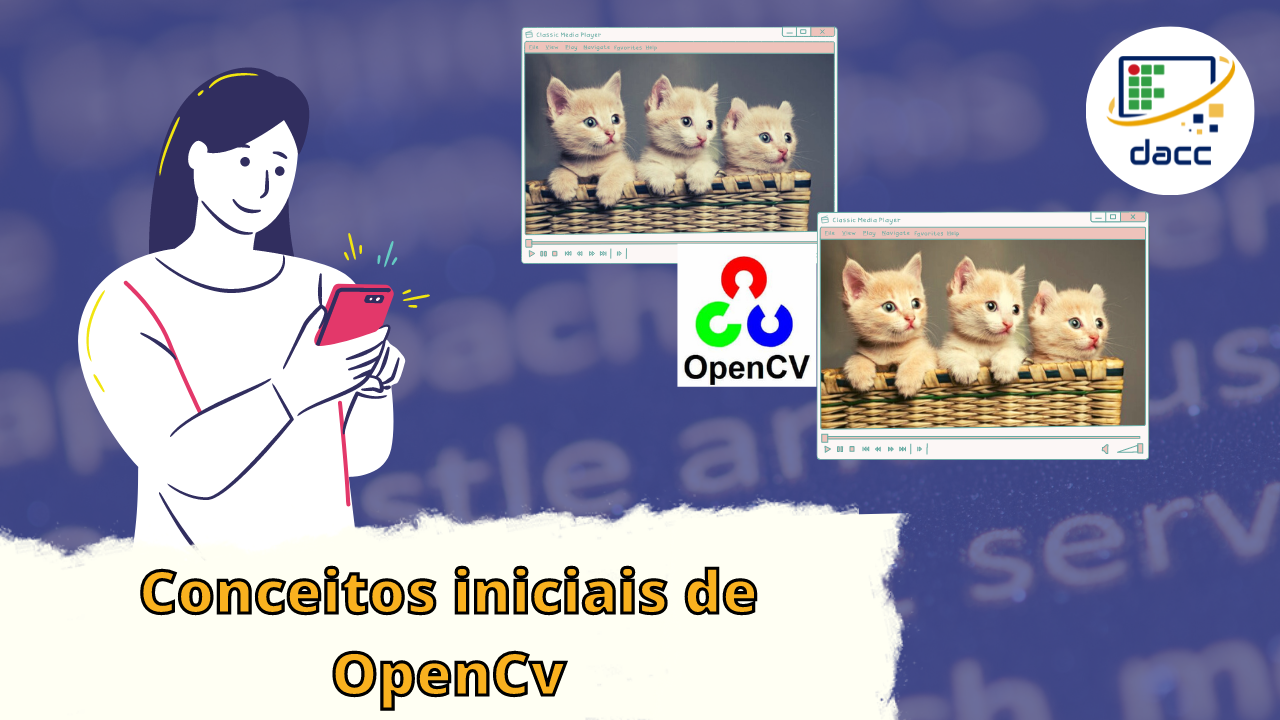 Classic Media Player
File View Play Navigate Favorites Help
dacc
Classic Media Player
File View Play Navigate Favorites Help
OpenCV
Conceitos iniciais de
OpenCv